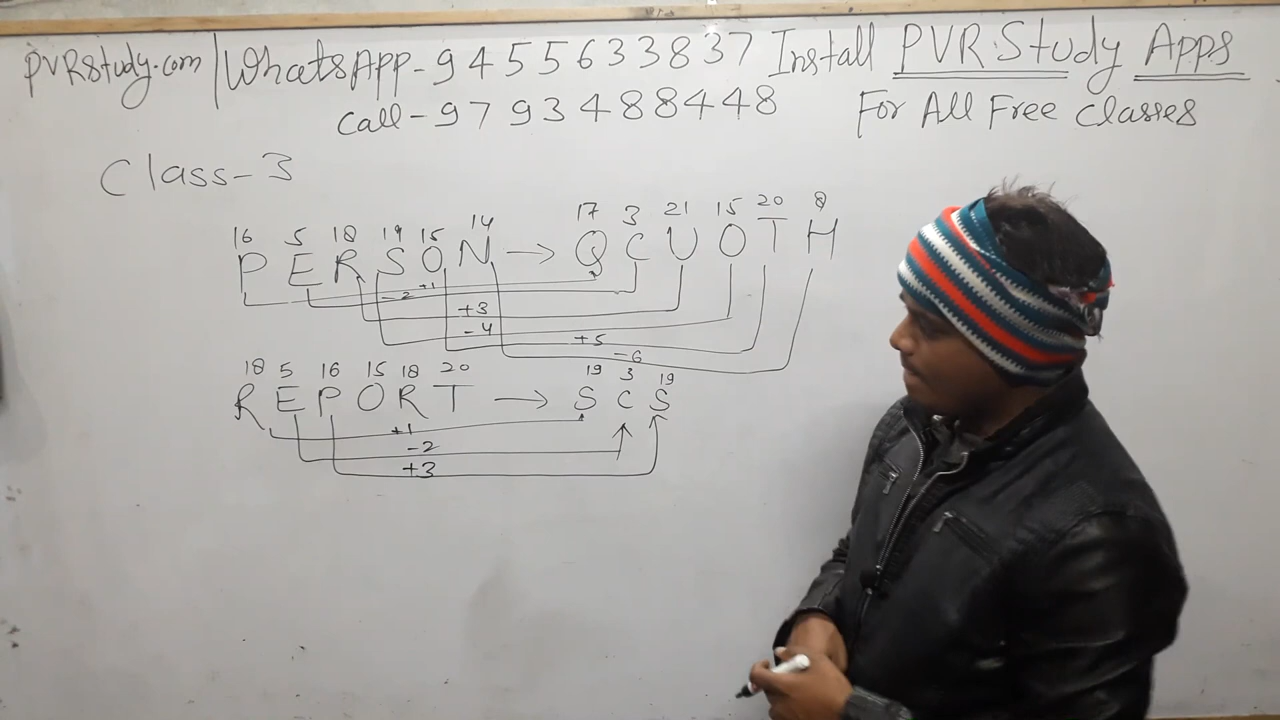 PVRStudy.com | WhatsApp-9455633837 Install PVR Study Apps
Call-9793488448 For All Free Classes
Class-3
16 5 18 19 15 14 17 3 21 15 20 8
P E R S O N → Q C U O T H
-2 +1
+3
-4
+5
-6
18 5 16 15 18 20 19 3 19
R E P O R T → S C S
+1
-2
+3